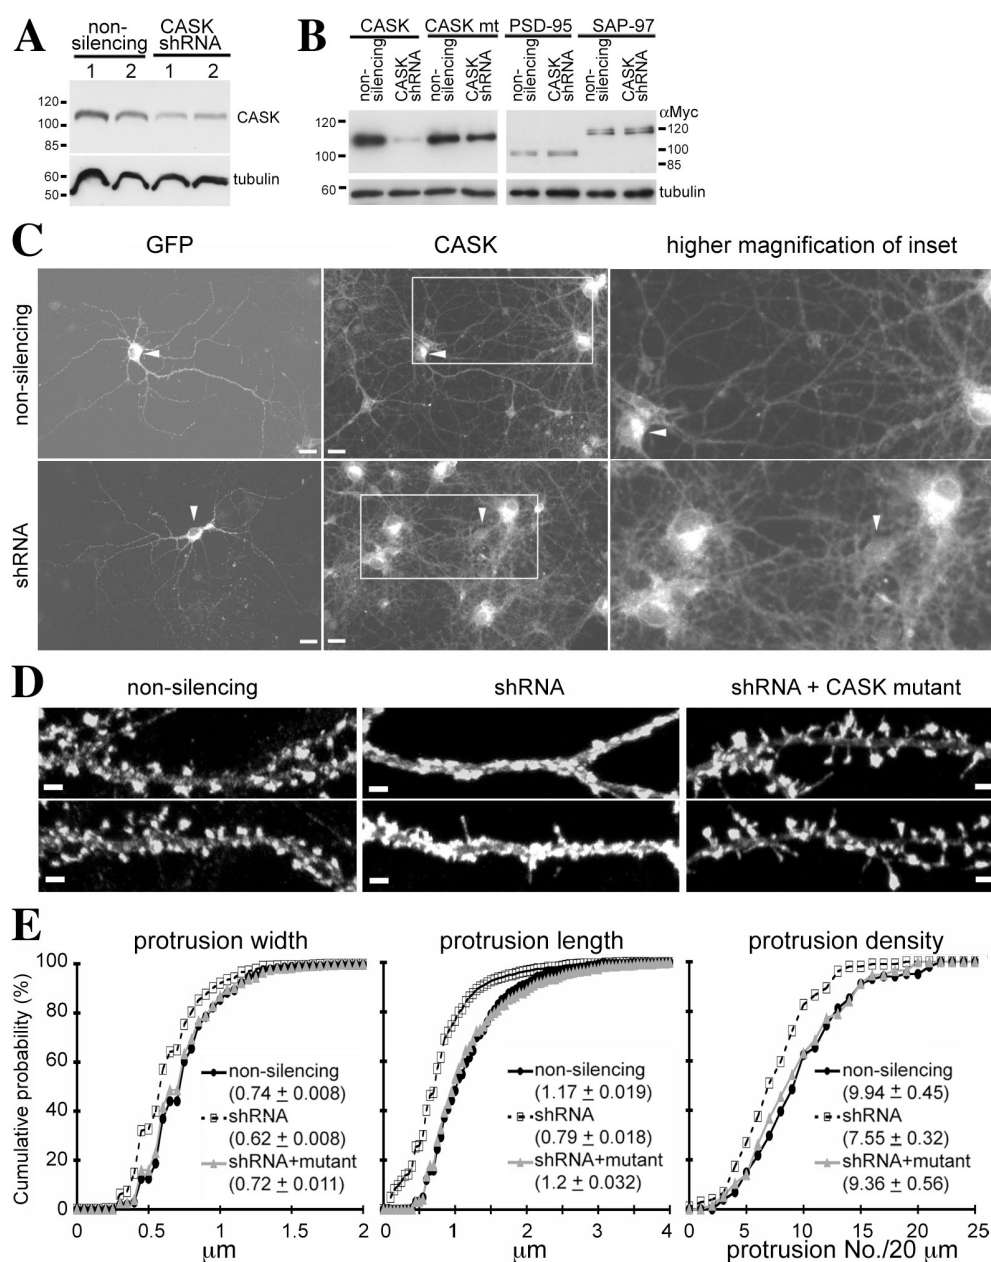 A
non-
silencing
CASK
shRNA
1 2 1 2
120
100
85
CASK
60
50
tubulin
B
CASK
CASK mt
PSD-95
SAP-97
non-
silencing
CASK
shRNA
non-
silencing
CASK
shRNA
non-
silencing
CASK
shRNA
non-
silencing
CASK
shRNA
αMyc
120
100
60
120
100
85
tubulin
C
GFP
CASK
higher magnification of inset
non-silencing
shRNA
D
non-silencing
shRNA
shRNA + CASK mutant
E
protrusion width
protrusion length
protrusion density
Cumulative probability (%)
100
80
60
40
20
0
non-silencing
(0.74 ± 0.008)
shRNA
(0.62 ± 0.008)
shRNA+mutant
(0.72 ± 0.011)
0 0.5 1 1.5 2
μm
non-silencing
(1.17 ± 0.019)
shRNA
(0.79 ± 0.018)
shRNA+mutant
(1.2 ± 0.032)
0 1 2 3 4
μm
non-silencing
(9.94 ± 0.45)
shRNA
(7.55 ± 0.32)
shRNA+mutant
(9.36 ± 0.56)
0 5 10 15 20 25
protrusion No./20 μm